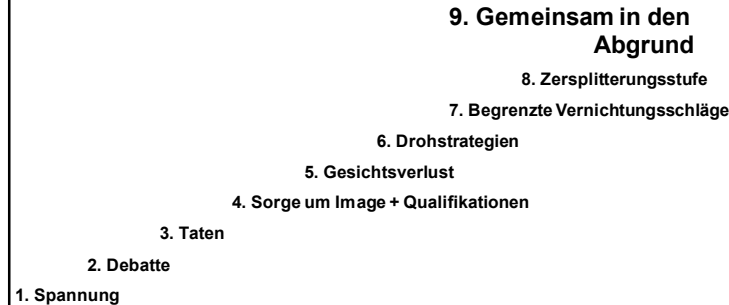 9. Gemeinsam in den
Abgrund
8. Zersplitterungsstufe
7. Begrenzte Vernichtungsschläge
6. Drohstrategien
5. Gesichtsverlust
4. Sorge um Image + Qualifikationen
3. Taten
2. Debatte
1. Spannung